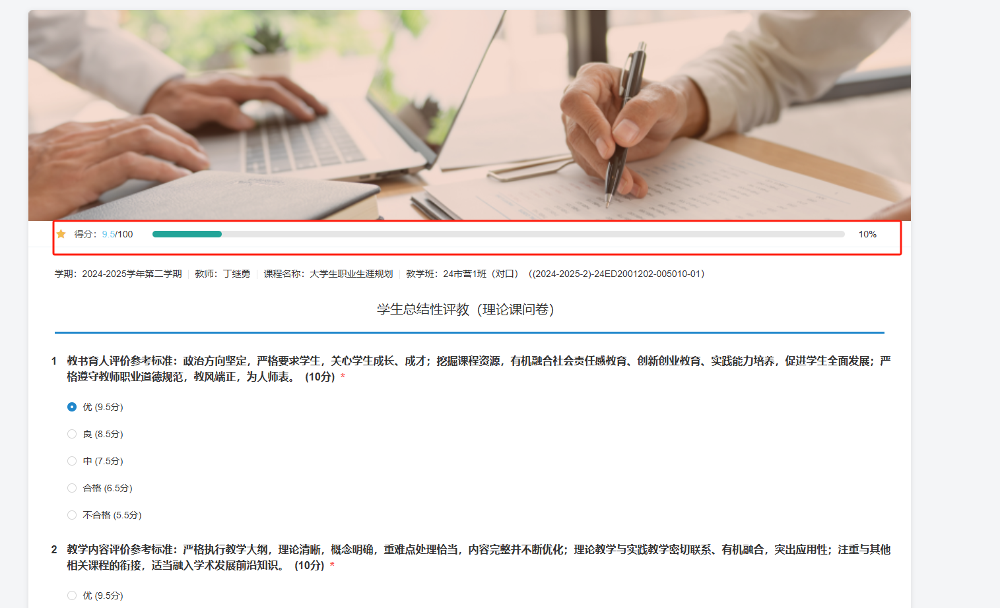 得分：9.5/100 10%
学期：2024-2025学年第二学期 教师：丁继勇 课程名称：大学生职业生涯规划 教学班：24市营1班（对口）（(2024-2025-2)-24ED2001202-005010-01）
学生总结性评教（理论课问卷）
1 教书育人评价参考标准：政治方向坚定，严格要求学生，关心学生成长、成才；挖掘课程资源，有机融合社会责任感教育、创新创业教育、实践能力培养，促进学生全面发展；严
格遵守教师职业道德规范，教风端正，为人师表。 (10分) *
优 (9.5分)
良 (8.5分)
中 (7.5分)
合格 (6.5分)
不合格 (5.5分)
2 教学内容评价参考标准：严格执行教学大纲，理论清晰，概念明确，重难点处理恰当，内容完整并不断优化；理论教学与实践教学密切联系、有机融合，突出应用性；注重与其他
相关课程的衔接，适当融入学术发展前沿知识。 (10分) *
优 (9.5分)